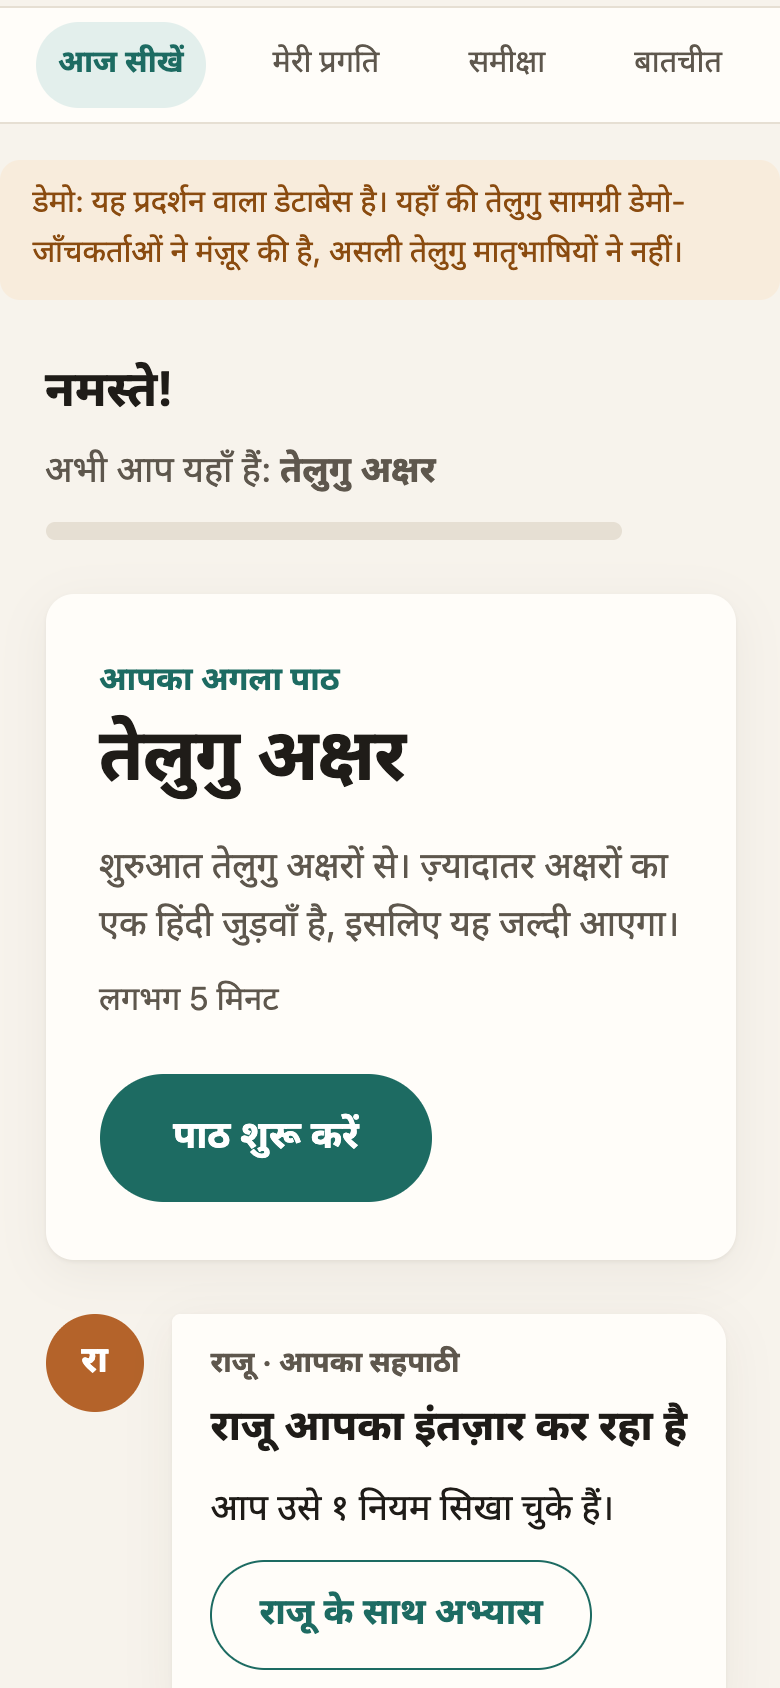 आज सीखें मेरी प्रगति समीक्षा बातचीत
डेमो: यह प्रदर्शन वाला डेटाबेस है। यहाँ की तेलुगु सामग्री डेमो-
जाँचकर्ताओं ने मंज़ूर की है, असली तेलुगु मातृभाषियों ने नहीं।
नमस्ते!
अभी आप यहाँ हैं: तेलुगु अक्षर
आपका अगला पाठ
तेलुगु अक्षर
शुरुआत तेलुगु अक्षरों से। ज़्यादातर अक्षरों का
एक हिंदी जुड़वाँ है, इसलिए यह जल्दी आएगा।
लगभग 5 मिनट
पाठ शुरू करें
रा
राजू · आपका सहपाठी
राजू आपका इंतज़ार कर रहा है
आप उसे १ नियम सिखा चुके हैं।
राजू के साथ अभ्यास